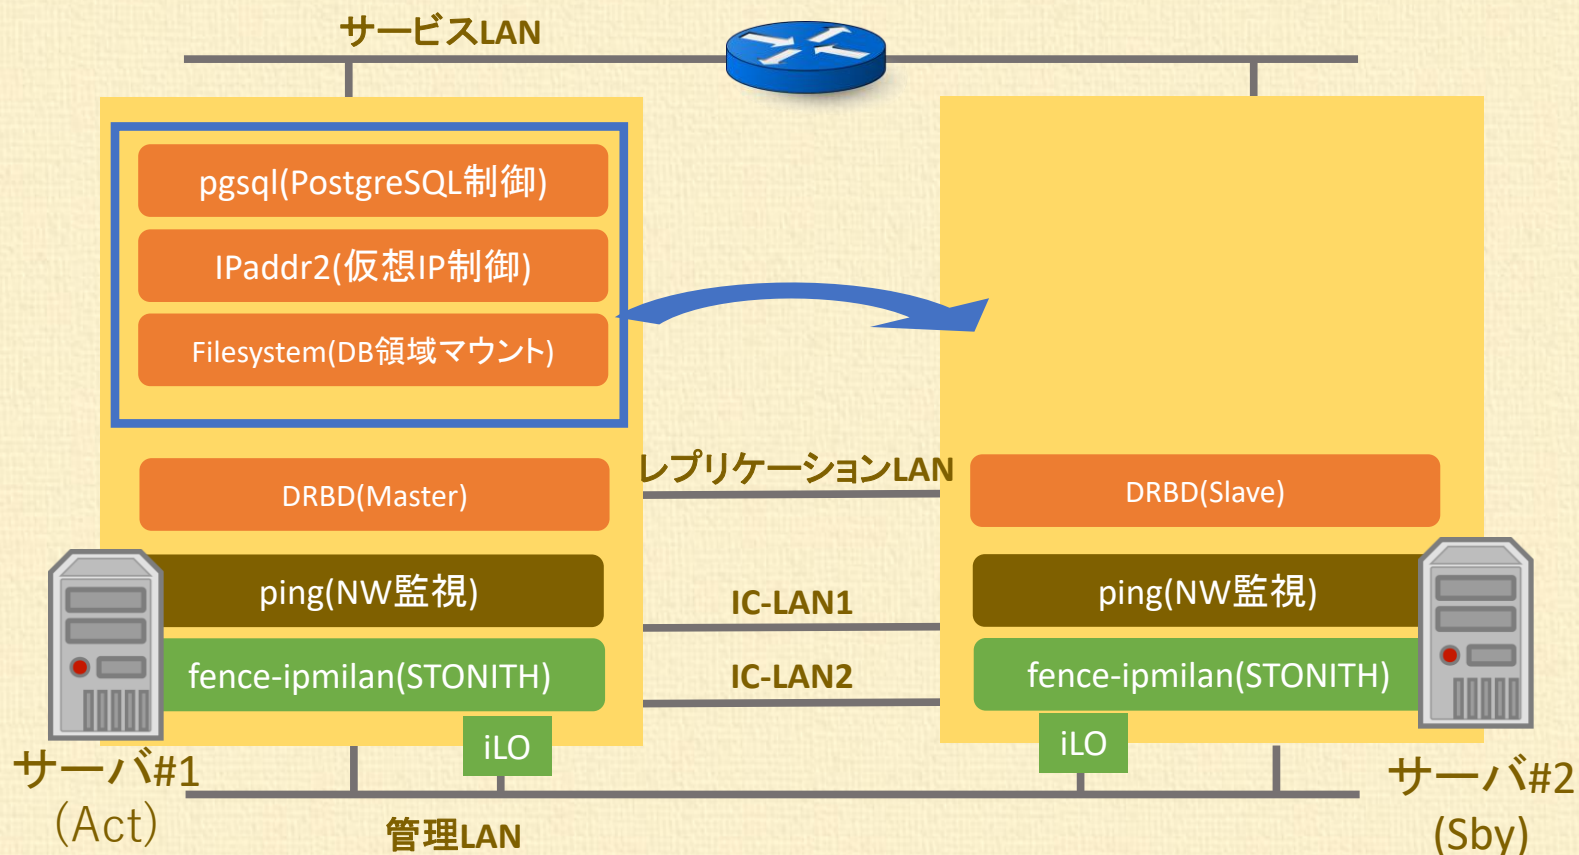 サービスLAN
pgsql(PostgreSQL制御)
IPaddr2(仮想IP制御)
Filesystem(DB領域マウント)
レプリケーションLAN
DRBD(Master)
DRBD(Slave)
ping(NW監視)
IC-LAN1
ping(NW監視)
fence-ipmilan(STONITH)
IC-LAN2
fence-ipmilan(STONITH)
iLO
iLO
サーバ#1
(Act)
サーバ#2
(Sby)
管理LAN